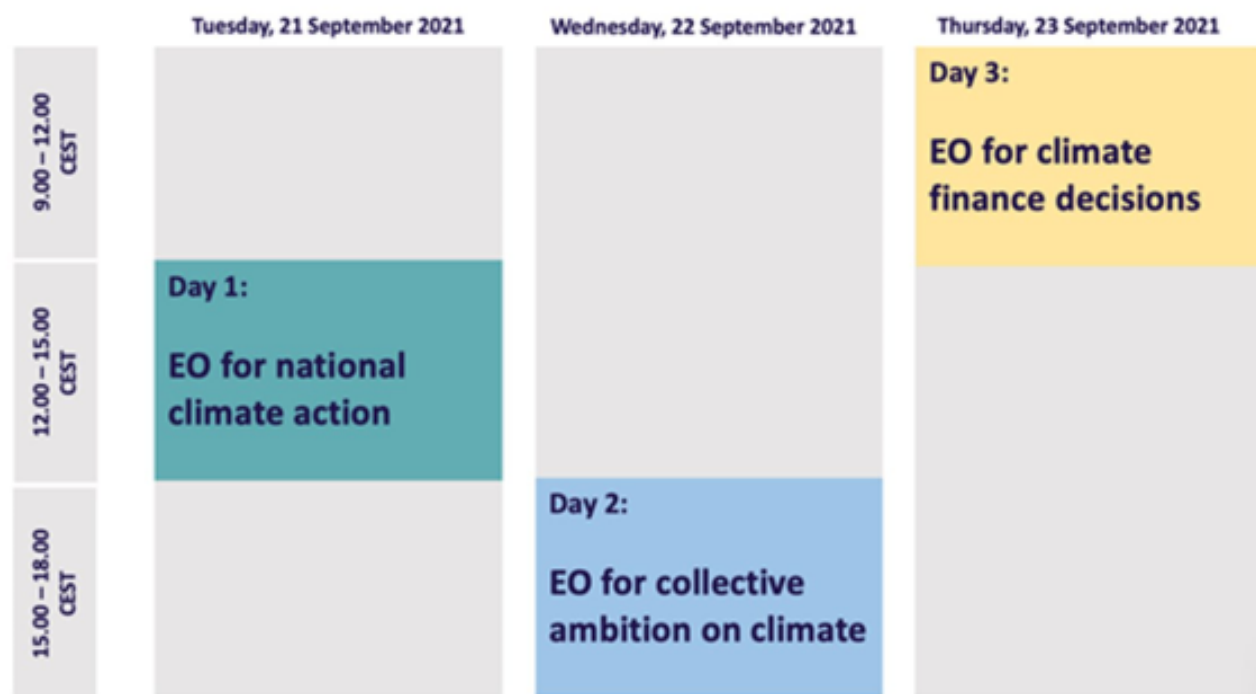 Tuesday, 21 September 2021
Wednesday, 22 September 2021
Thursday, 23 September 2021
9.00 – 12.00
CEST
Day 3:
EO for climate
finance decisions
12.00 – 15.00
CEST
Day 1:
EO for national
climate action
15.00 – 18.00
CEST
Day 2:
EO for collective
ambition on climate